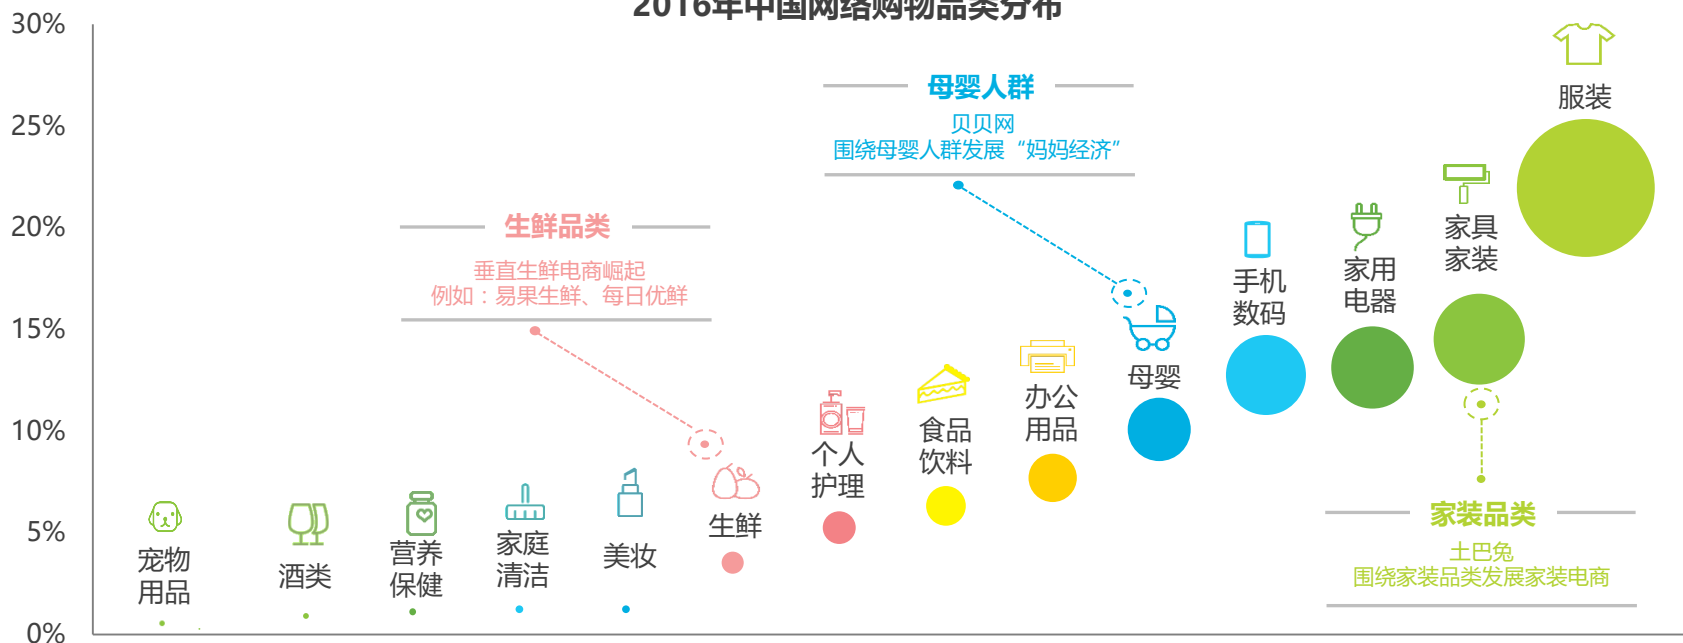 2016年中国网络购物品类分布
30%
25%
20%
15%
10%
5%
0%
宠物
用品
酒类
营养
保健
家庭
清洁
美妆
生鲜
个人
护理
食品
饮料
办公
用品
母婴
手机
数码
家用
电器
家具
家装
服装
生鲜品类
垂直生鲜电商崛起
例如：易果生鲜、每日优鲜
母婴人群
贝贝网
围绕母婴人群发展“妈妈经济”
家装品类
土巴兔
围绕家装品类发展家装电商